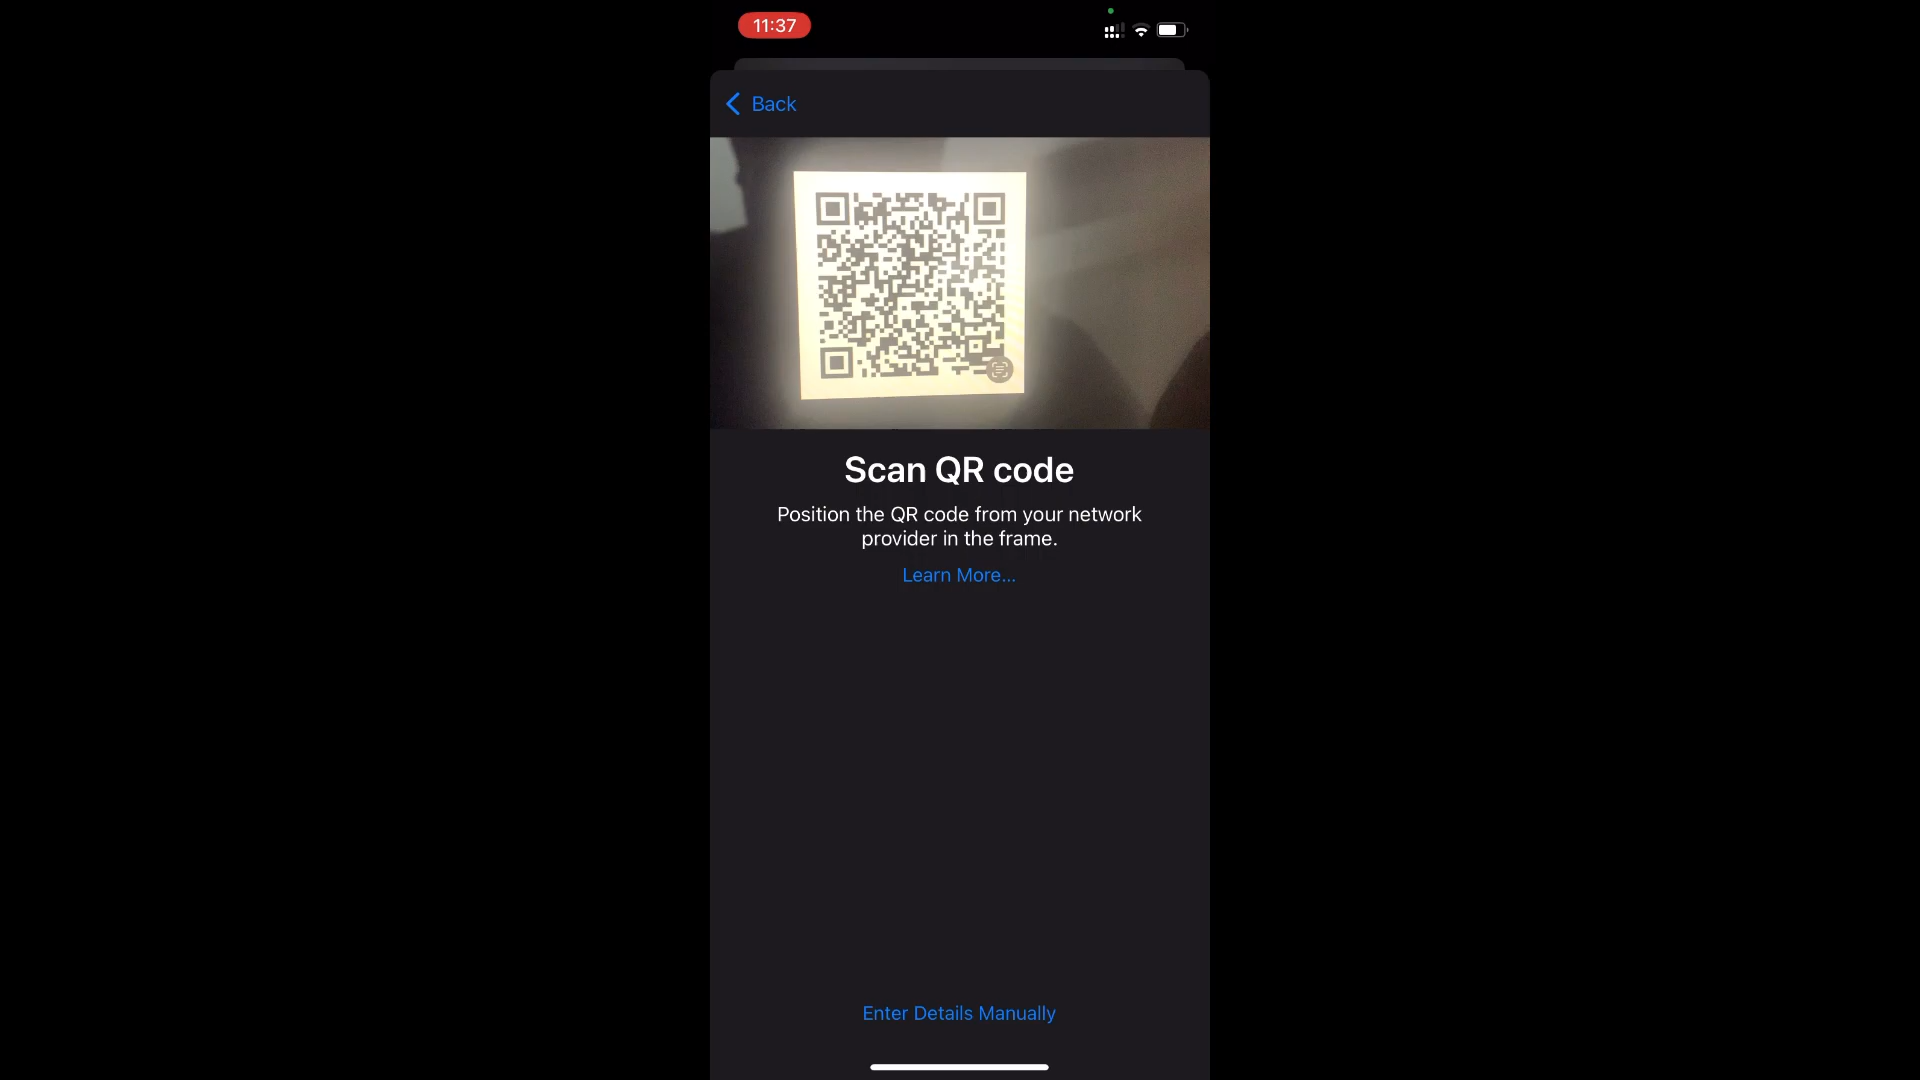 11:37
Back
Scan QR code
Position the QR code from your network
provider in the frame.
Learn More...
Enter Details Manually